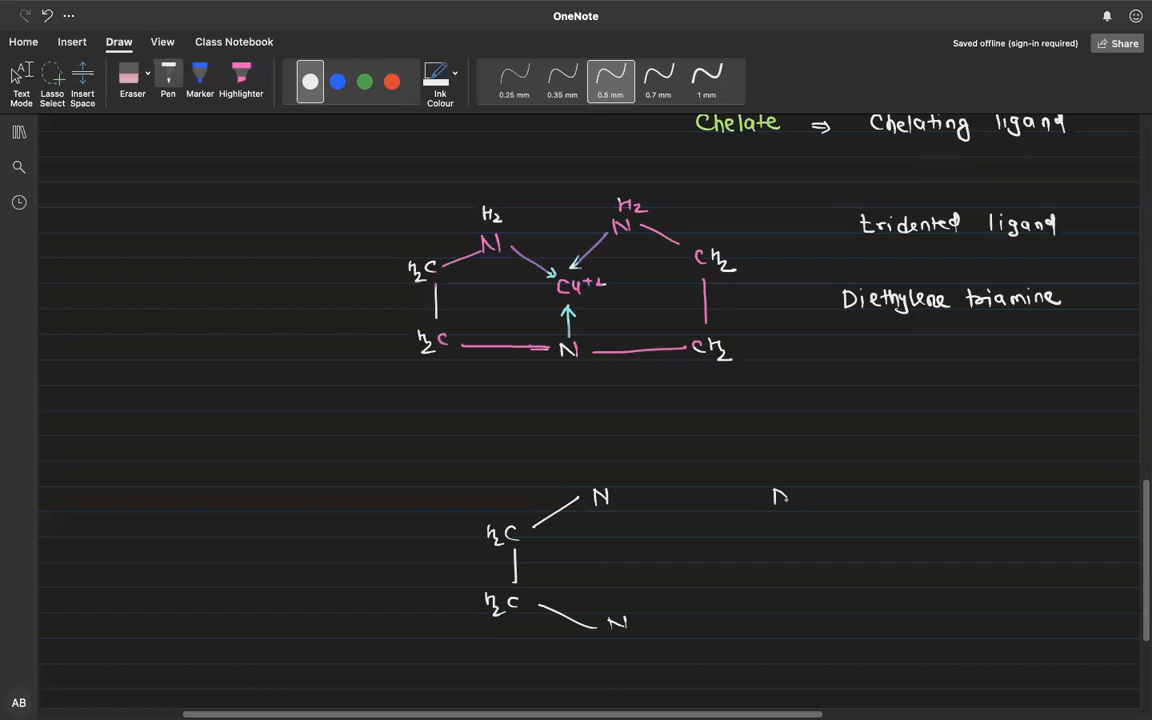 OneNote
Home Insert Draw View Class Notebook
Saved offline (sign-in required) Share
Text Mode Lasso Select Insert Space Eraser Pen Marker Highlighter Ink Colour 0.25 mm 0.35 mm 0.5 mm 0.7 mm 1 mm
Chelate ⇒ Chelating ligand
H2 H2
N N tridented ligand
H2C CH2
Cu+2
Diethylene triamine
H2C N CH2
N N
H2C
H2C
N
AB